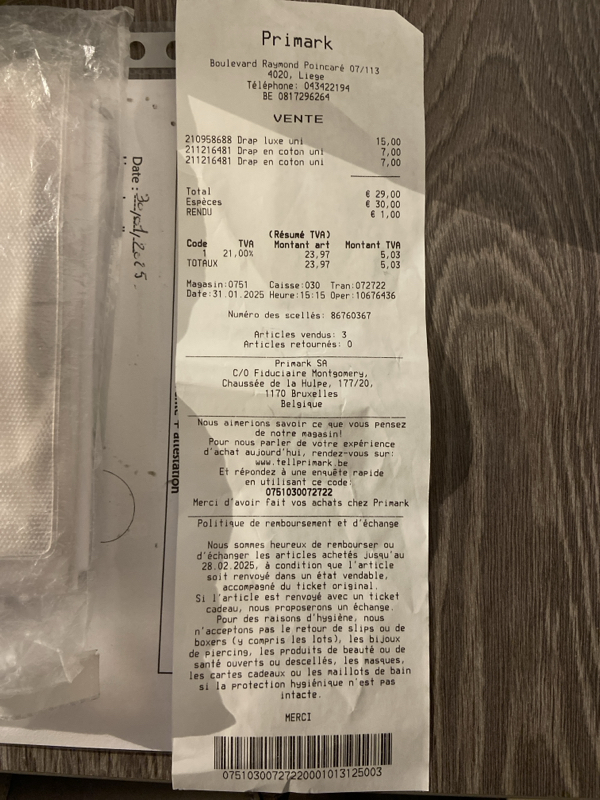 Primark
Boulevard Raymond Poincaré 07/113
4020, Liege
Téléphone: 043422194
BE 0817296264
VENTE
210958688 Drap luxe uni 15,00
211216481 Drap en coton uni 7,00
211216481 Drap en coton uni 7,00
Total € 29,00
Espèces € 30,00
RENDU € 1,00
(Résumé TVA)
Code TVA Montant art Montant TVA
1 21,00% 23,97 5,03
TOTAUX 23,97 5,03
Magasin:0751 Caisse:030 Tran:072722
Date:31.01.2025 Heure:15:15 Oper:10676436
Numéro des scellés: 86760367
Articles vendus: 3
Articles retournés: 0
Primark SA
C/O Fiduciaire Montgomery,
Chaussée de la Hulpe, 177/20,
1170 Bruxelles
Belgique
Nous aimerions savoir ce que vous pensez
de notre magasin!
Pour nous parler de votre expérience
d'achat aujourd'hui, rendez-vous sur:
www.tellprimark.be
Et répondez à une enquête rapide
en utilisant ce code:
0751030072722
Merci d'avoir fait vos achats chez Primark
Politique de remboursement et d'échange
Nous sommes heureux de rembourser ou
d'échanger les articles achetés jusqu'au
28.02.2025, à condition que l'article
soit renvoyé dans un état vendable,
accompagné du ticket original.
Si l'article est renvoyé avec un ticket
cadeau, nous proposerons un échange.
Pour des raisons d'hygiène, nous
n'acceptons pas le retour de slips ou de
boxers (y compris les lots), les bijoux
de piercing, les produits de beauté ou de
santé ouverts ou descellés, les masques,
les cartes cadeaux ou les maillots de bain
si la protection hygiénique n'est pas
intacte.
MERCI
07510300727220001013125003
Date:
+ attestation